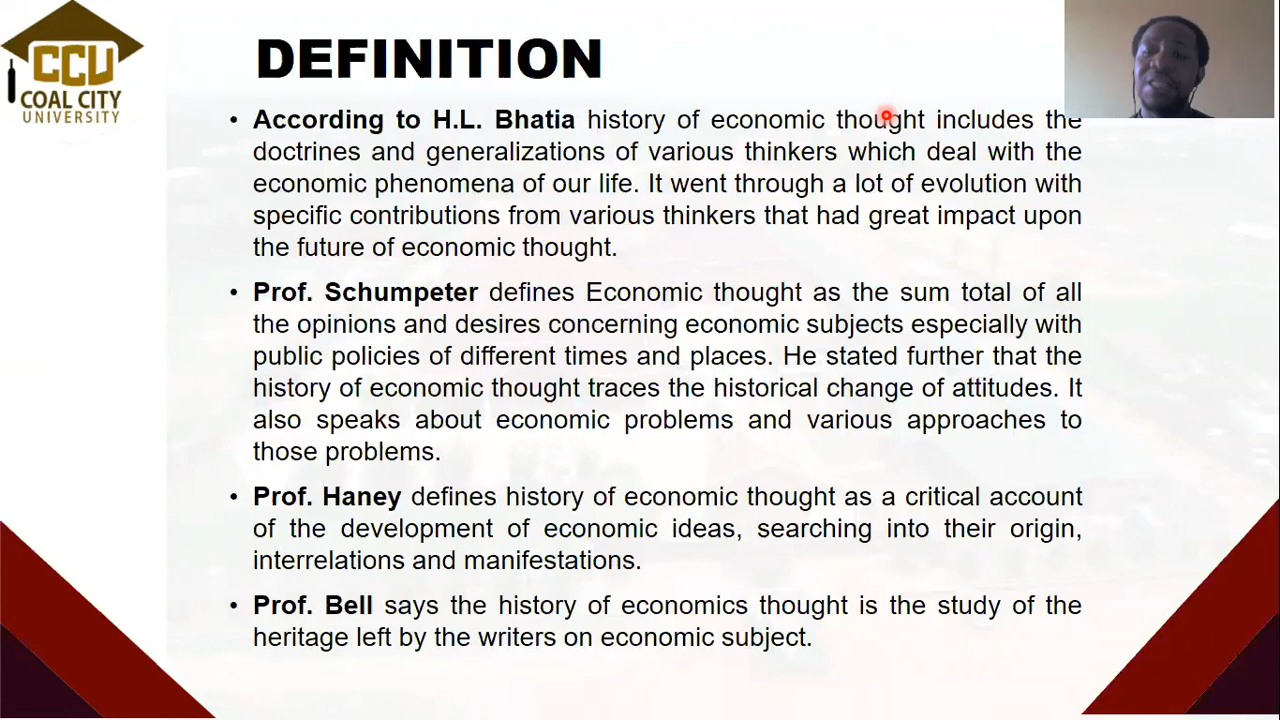 CCU
COAL CITY
UNIVERSITY
DEFINITION
• According to H.L. Bhatia history of economic thought includes the
doctrines and generalizations of various thinkers which deal with the
economic phenomena of our life. It went through a lot of evolution with
specific contributions from various thinkers that had great impact upon
the future of economic thought.
• Prof. Schumpeter defines Economic thought as the sum total of all
the opinions and desires concerning economic subjects especially with
public policies of different times and places. He stated further that the
history of economic thought traces the historical change of attitudes. It
also speaks about economic problems and various approaches to
those problems.
• Prof. Haney defines history of economic thought as a critical account
of the development of economic ideas, searching into their origin,
interrelations and manifestations.
• Prof. Bell says the history of economics thought is the study of the
heritage left by the writers on economic subject.